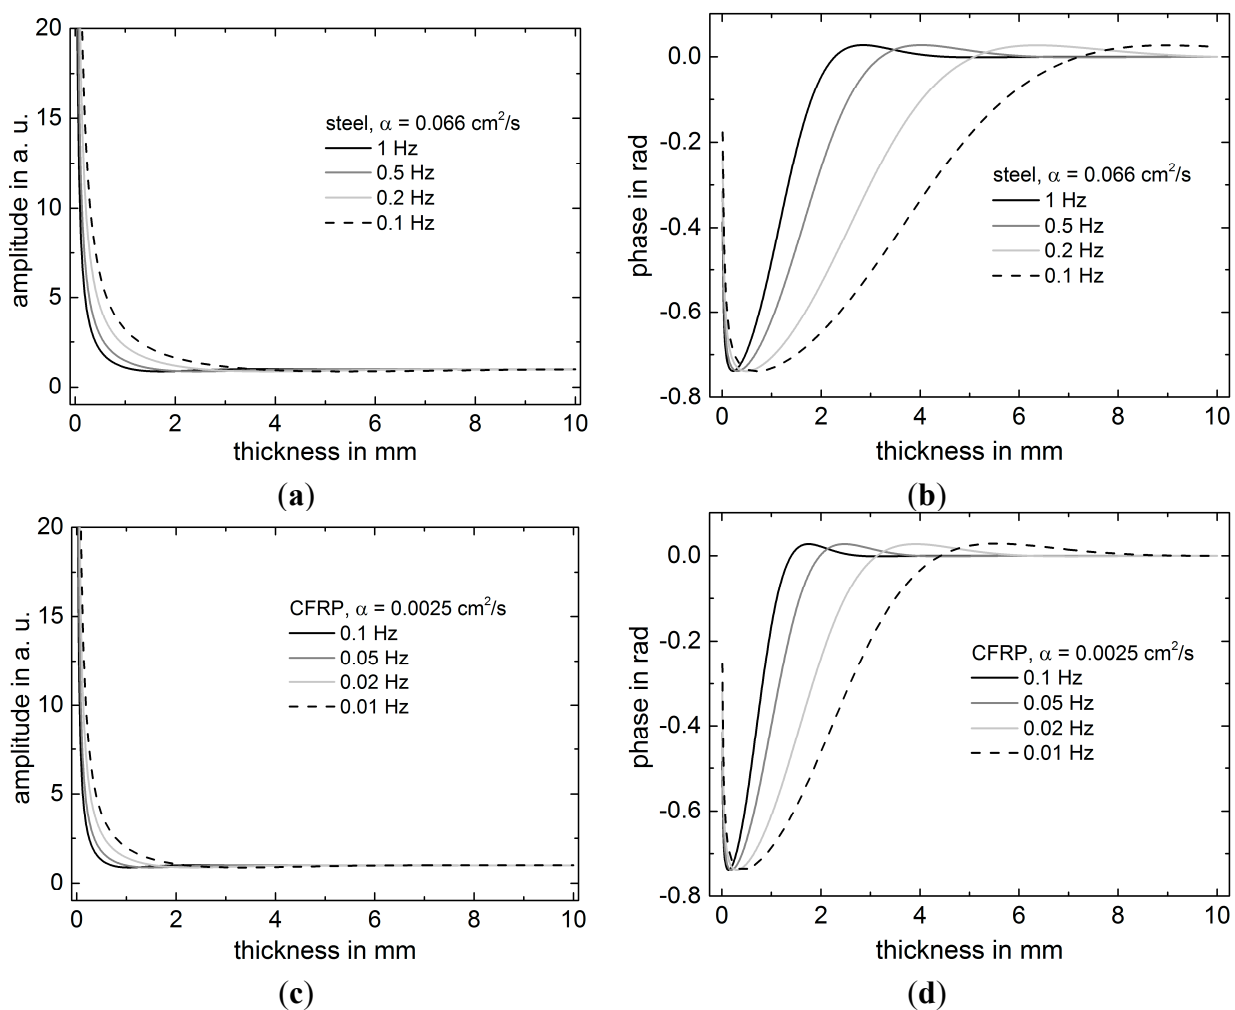 20
15
10
5
0
amplitude in a. u.
steel, α = 0.066 cm²/s
1 Hz
0.5 Hz
0.2 Hz
0.1 Hz
0 2 4 6 8 10
thickness in mm
(a)
0.0
-0.2
-0.4
-0.6
-0.8
phase in rad
steel, α = 0.066 cm²/s
1 Hz
0.5 Hz
0.2 Hz
0.1 Hz
0 2 4 6 8 10
thickness in mm
(b)
20
15
10
5
0
amplitude in a. u.
CFRP, α = 0.0025 cm²/s
0.1 Hz
0.05 Hz
0.02 Hz
0.01 Hz
0 2 4 6 8 10
thickness in mm
(c)
0.0
-0.2
-0.4
-0.6
-0.8
phase in rad
CFRP, α = 0.0025 cm²/s
0.1 Hz
0.05 Hz
0.02 Hz
0.01 Hz
0 2 4 6 8 10
thickness in mm
(d)